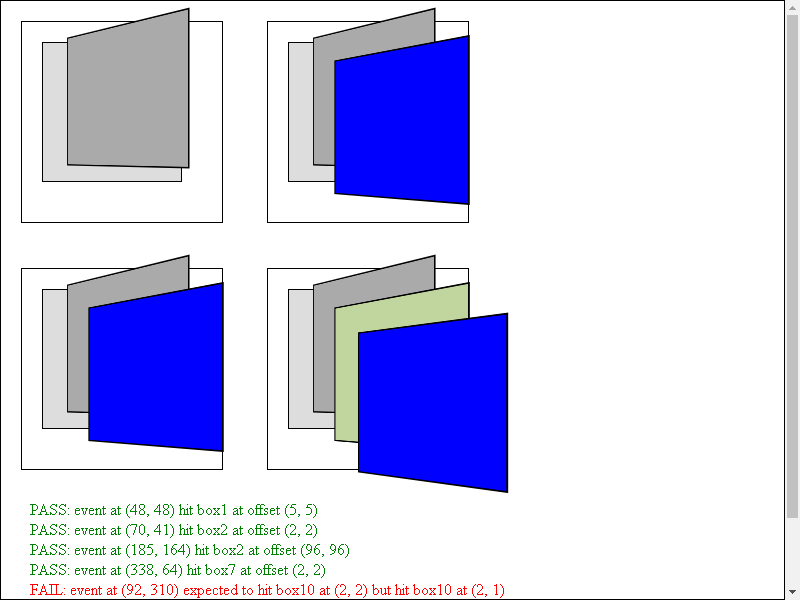 PASS: event at (48, 48) hit box1 at offset (5, 5)
PASS: event at (70, 41) hit box2 at offset (2, 2)
PASS: event at (185, 164) hit box2 at offset (96, 96)
PASS: event at (338, 64) hit box7 at offset (2, 2)
FAIL: event at (92, 310) expected to hit box10 at (2, 2) but hit box10 at (2, 1)